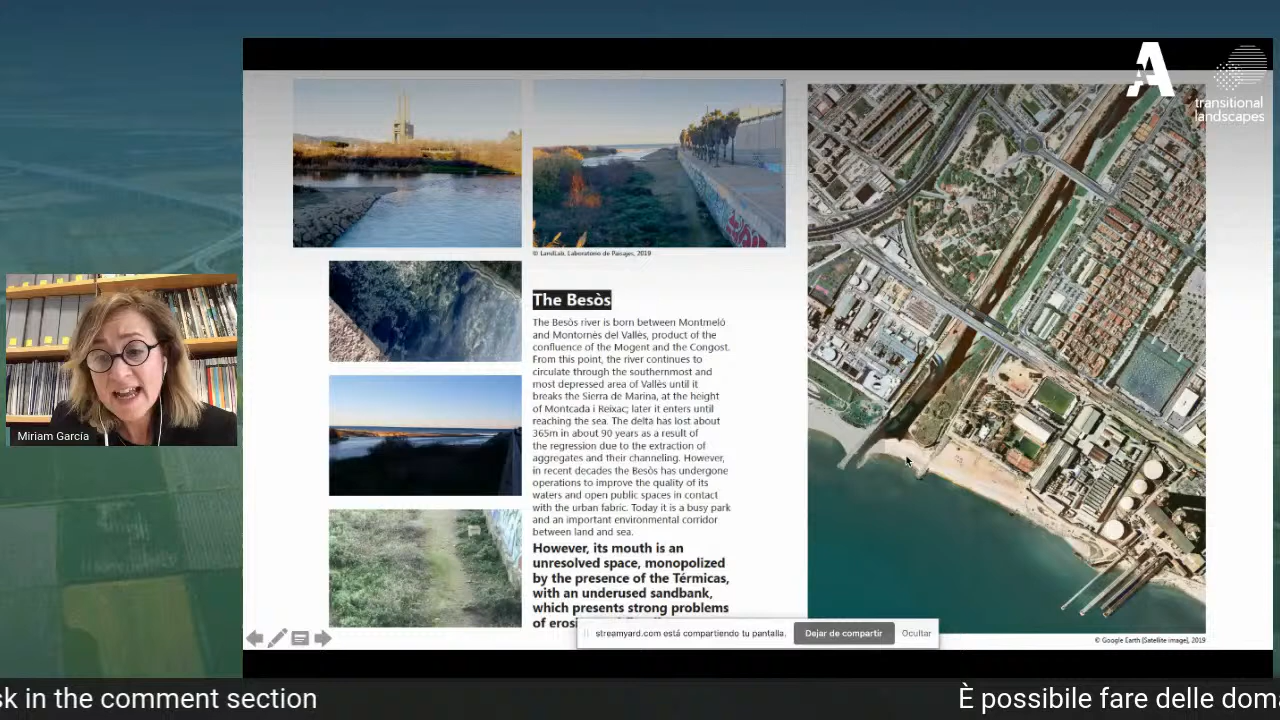 A
transitional
landscapes
© LandLab, Laboratorio de Paisajes, 2019
The Besòs
The Besòs river is born between Montmeló
and Montornès del Vallès, product of the
confluence of the Mogent and the Congost.
From this point, the river continues to
circulate through the southernmost and
most depressed area of Vallès until it
breaks the Sierra de Marina, at the height
of Montcada i Reixac; later it enters until
reaching the sea. The delta has lost about
365m in about 90 years as a result of
the regression due to the extraction of
aggregates and their channeling. However,
in recent decades the Besòs has undergone
operations to improve the quality of its
waters and open public spaces in contact
with the urban fabric. Today it is a busy park
and an important environmental corridor
between land and sea.
However, its mouth is an
unresolved space, monopolized
by the presence of the Térmicas,
with an underused sandbank,
which presents strong problems
of
Miriam García
streamyard.com está compartiendo tu pantalla.
Dejar de compartir
Ocultar
© Google Earth [Satellite image], 2019
sk in the comment section
È possibile fare delle dom